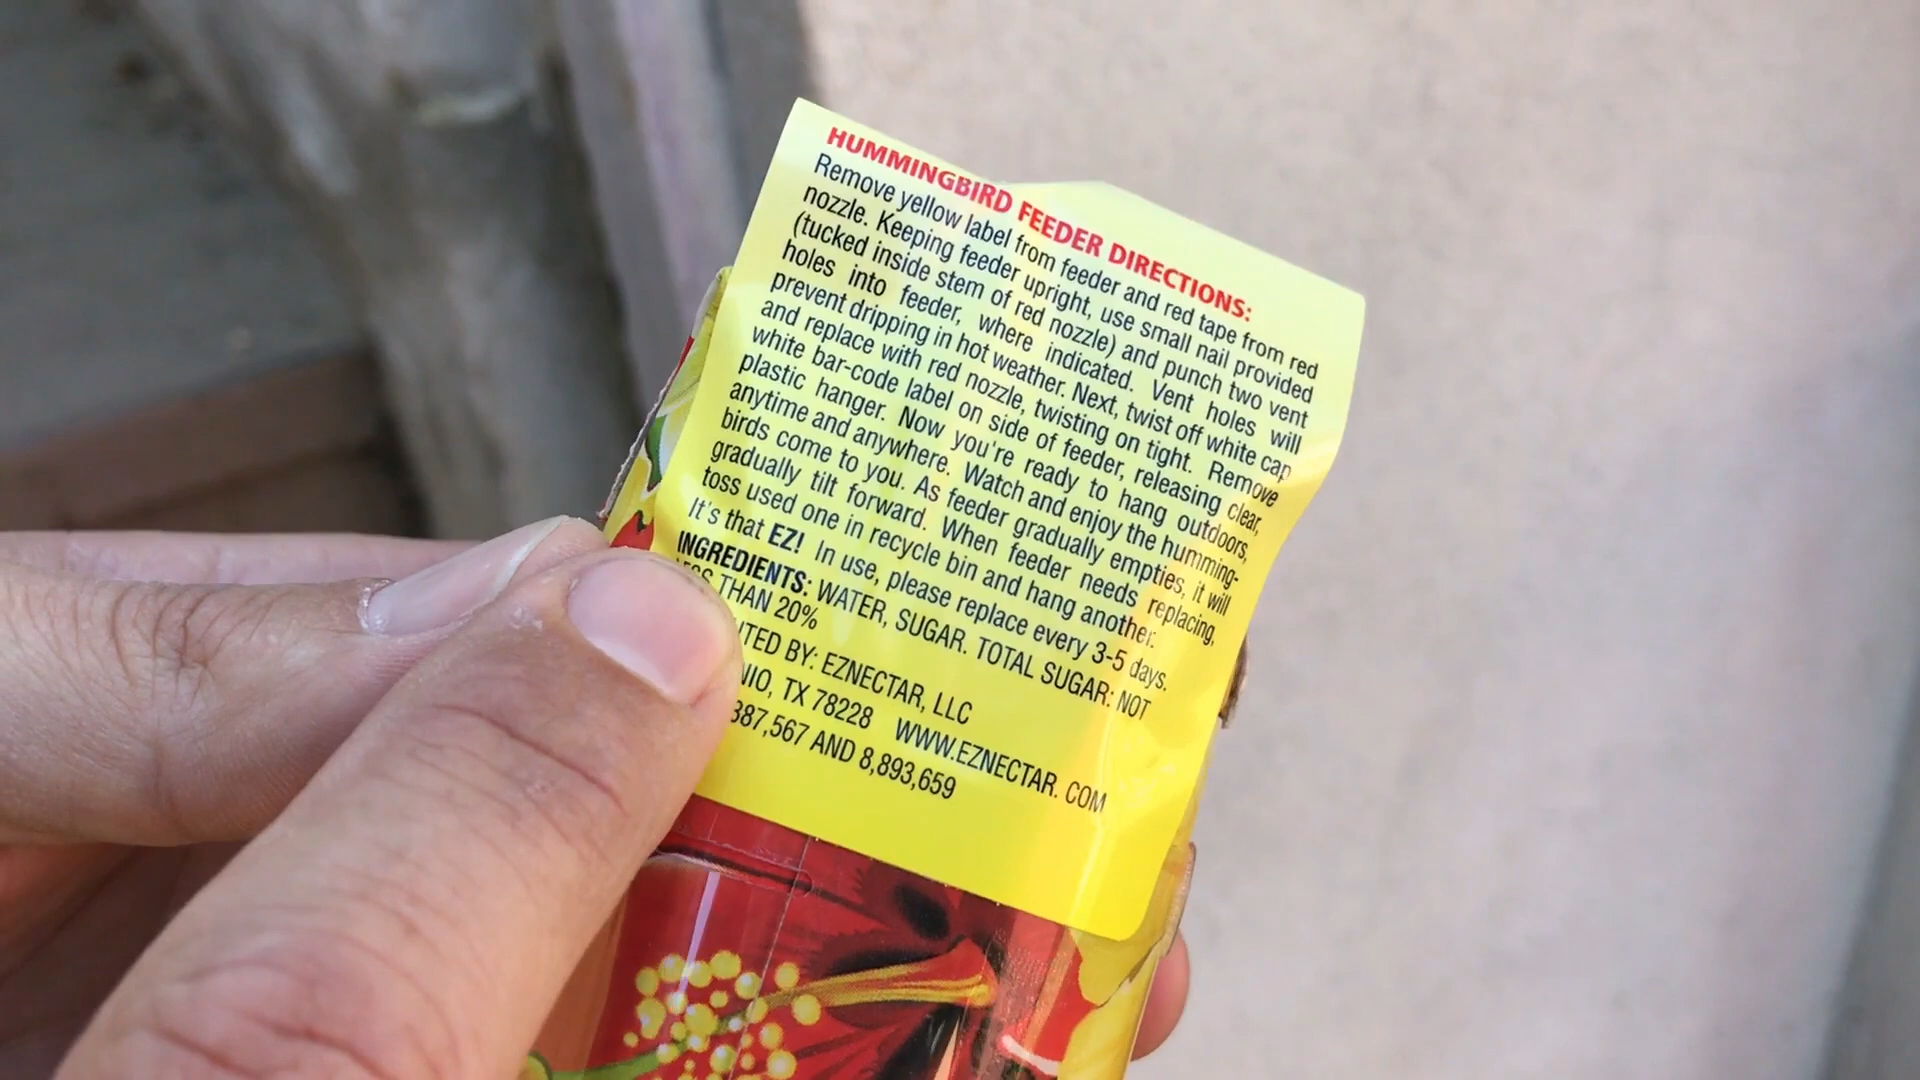 HUMMINGBIRD FEEDER DIRECTIONS:
Remove yellow label from feeder and red tape from red
nozzle. Keeping feeder upright, use small nail provided
(tucked inside stem of red nozzle) and punch two vent
holes into feeder, where indicated. Vent holes will
prevent dripping in hot weather. Next, twist off white cap
and replace with red nozzle, twisting on tight. Remove
white bar-code label on side of feeder, releasing clear,
plastic hanger. Now you're ready to hang outdoors,
anytime and anywhere. Watch and enjoy the humming-
birds come to you. As feeder gradually empties, it will
gradually tilt forward. When feeder needs replacing,
toss used one in recycle bin and hang another.
It's that EZ! In use, please replace every 3-5 days.
INGREDIENTS: WATER, SUGAR. TOTAL SUGAR: NOT
THAN 20%
BY: EZNECTAR, LLC
TX 78228 WWW.EZNECTAR. COM
387,567 AND 8,893,659